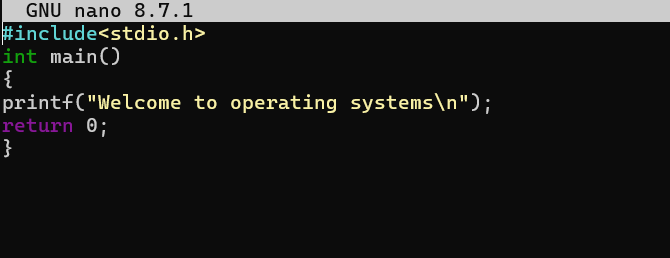 GNU nano 8.7.1
#include<stdio.h>
int main()
{
printf("Welcome to operating systems\n");
return 0;
}